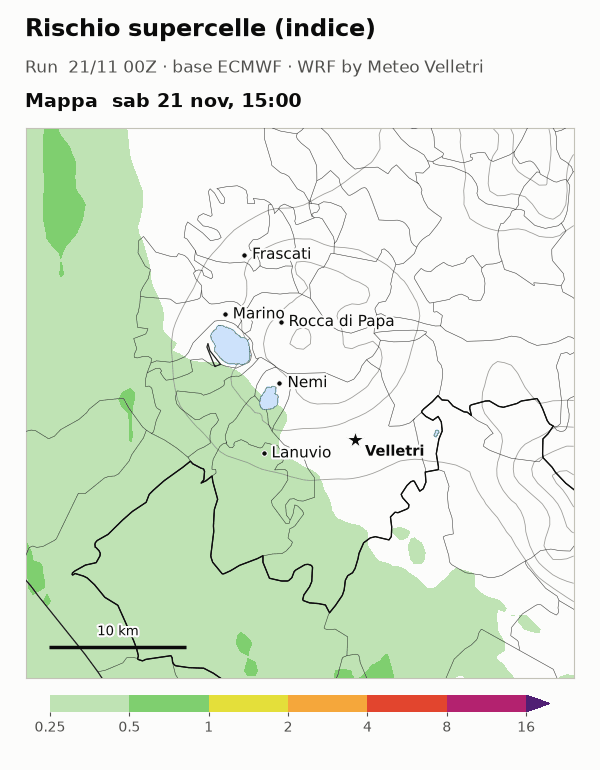 Rischio supercelle (indice)
Run  21/11 00Z · base ECMWF · WRF by Meteo Velletri
Mappa  sab 21 nov, 15:00
Frascati
Marino
Rocca di Papa
Nemi
Velletri
Lanuvio
10 km
0.25 0.5 1 2 4 8 16